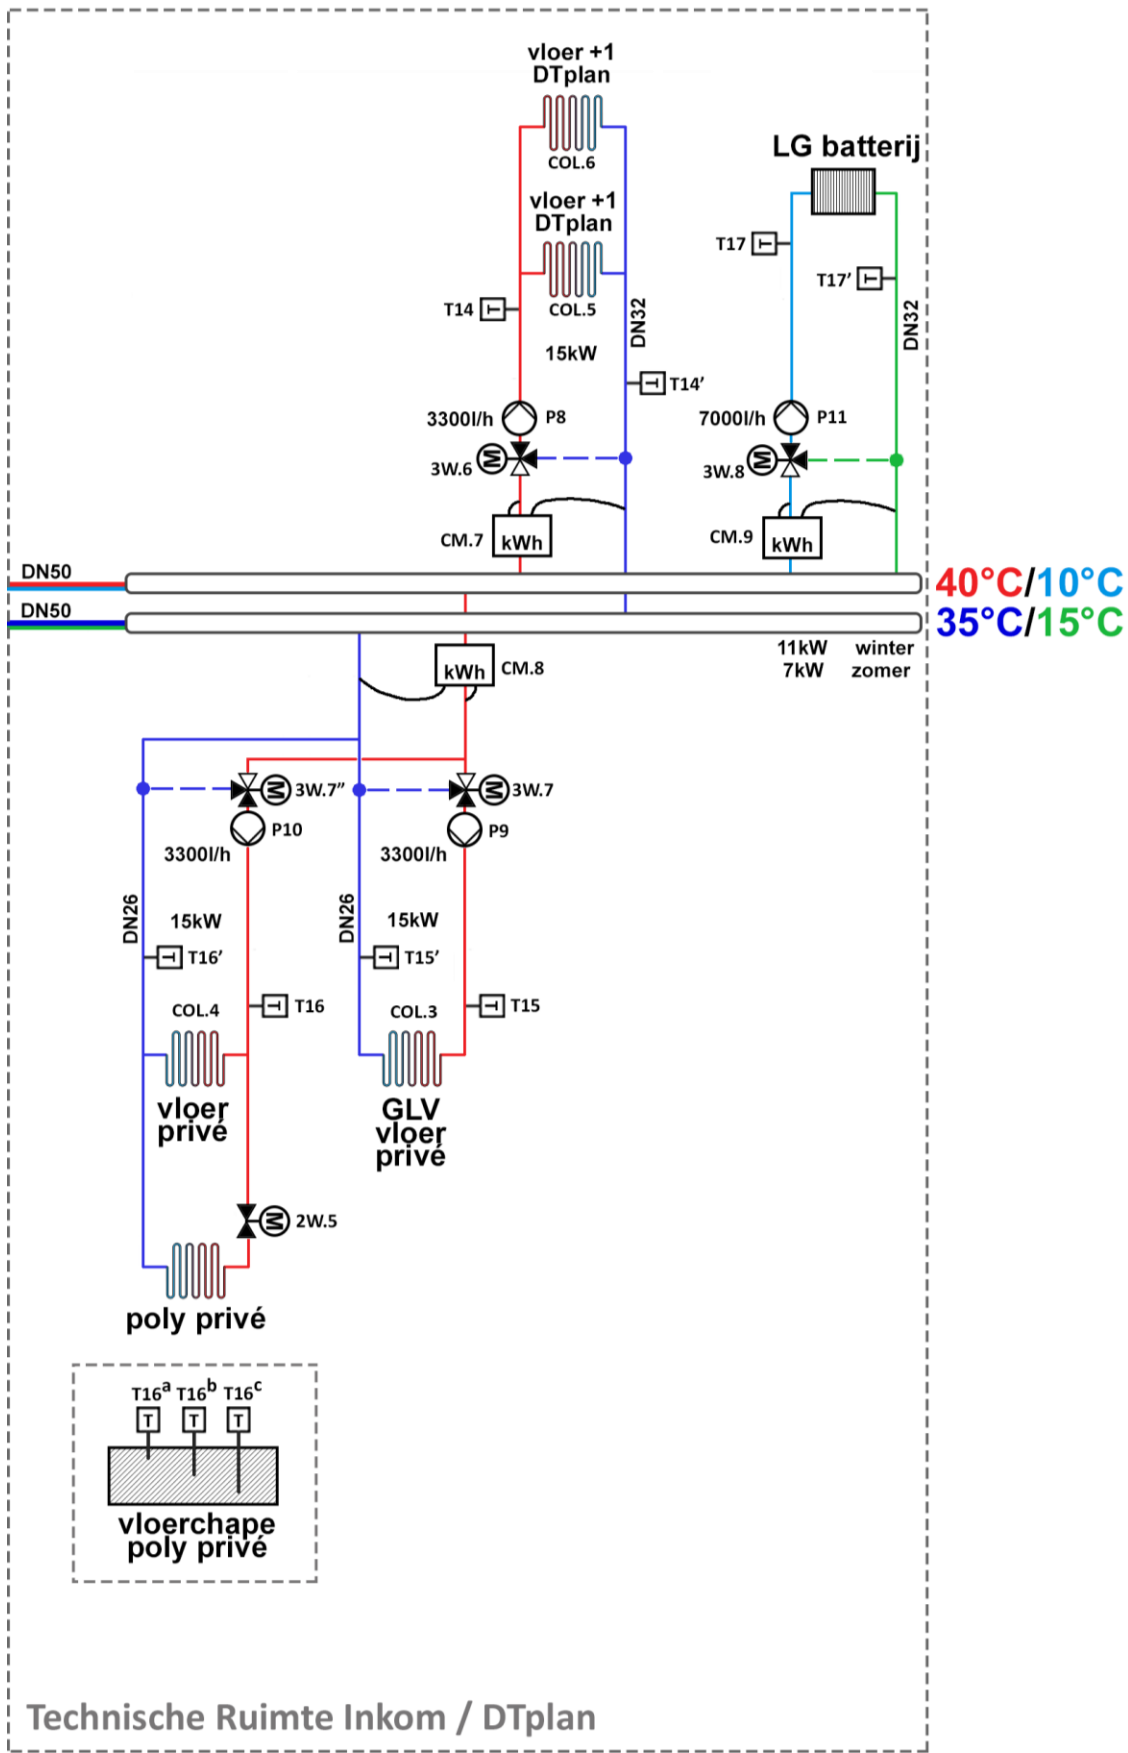 vloer +1
DTplan
COL.6
vloer +1
DTplan
COL.5
LG batterij
T17
T
T17’
T
T14
T
DN32
DN32
15kW
T
T14’
3300l/h
P8
7000l/h
P11
3W.6
M
3W.8
M
CM.7
kWh
CM.9
kWh
DN50
40°C/10°C
DN50
35°C/15°C
11kW winter
7kW zomer
kWh
CM.8
M
3W.7”
M
3W.7
P10
P9
3300l/h
3300l/h
DN26
15kW
DN26
15kW
T
T16’
T
T15’
COL.4
T
T16
COL.3
T
T15
vloer
privé
GLV
vloer
privé
M
2W.5
poly privé
T16a T16b T16c
T T T
vloerchape
poly privé
Technische Ruimte Inkom / DTplan